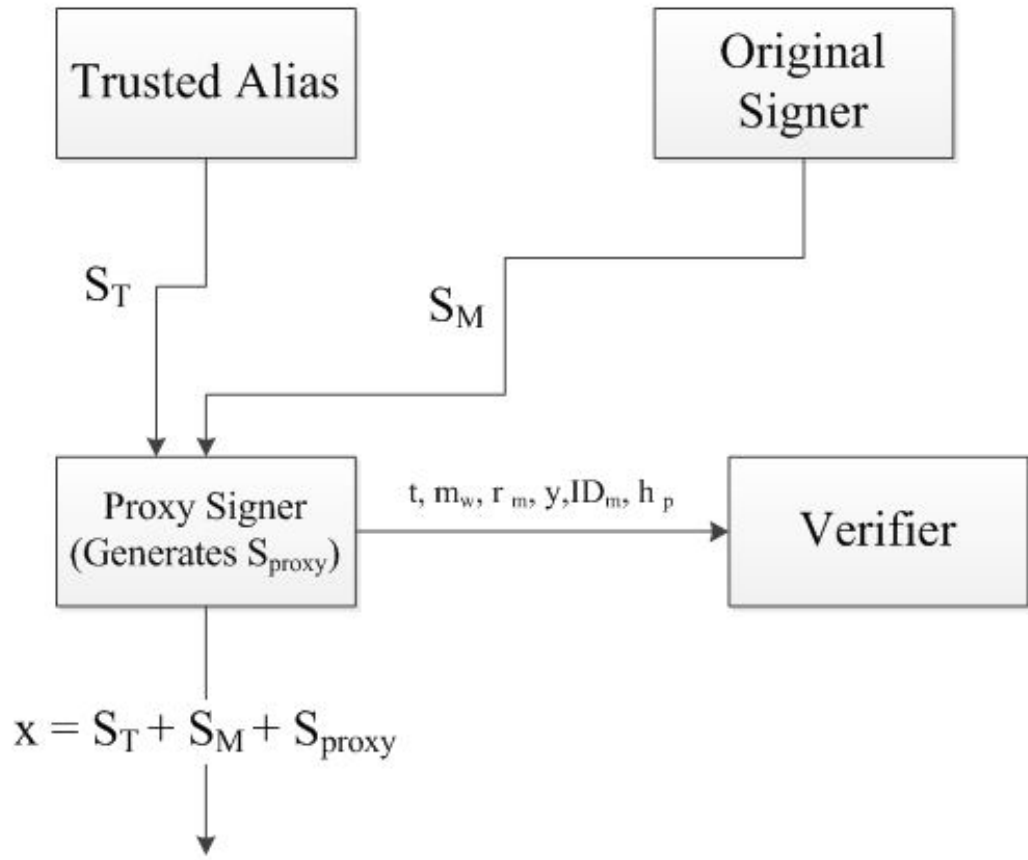 Trusted Alias
Original
Signer
S_T
S_M
Proxy Signer
(Generates S_proxy)
t, m_w, r_m, y,ID_m, h_p
Verifier
x = S_T + S_M + S_proxy